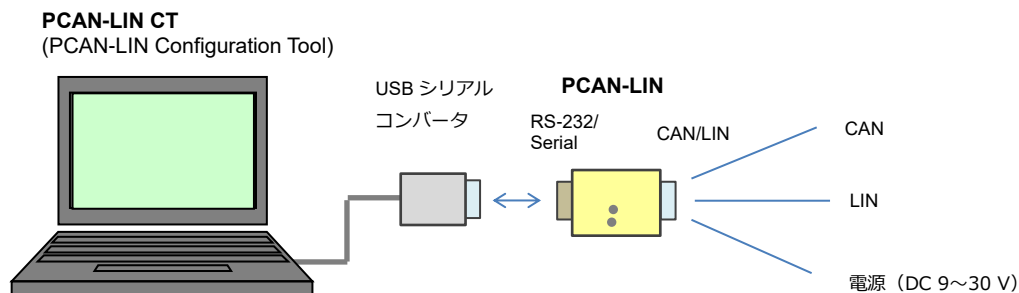 PCAN-LIN CT
(PCAN-LIN Configuration Tool)
USB シリアル
コンバータ
PCAN-LIN
RS-232/
Serial
CAN/LIN
CAN
LIN
電源（DC 9～30 V）